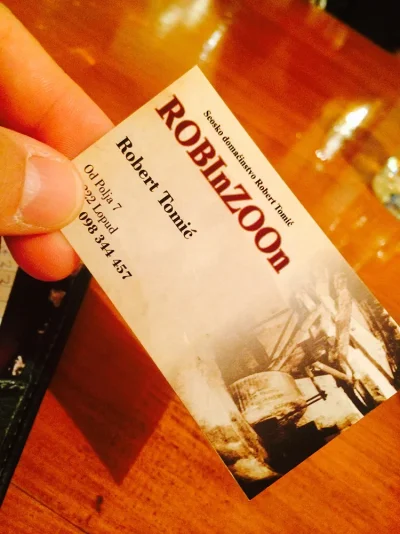 Seosko domaćinstvo Robert Tomić
ROBInZOOn
Robert Tomić
Od Polja 7
Lopud
098 344 457